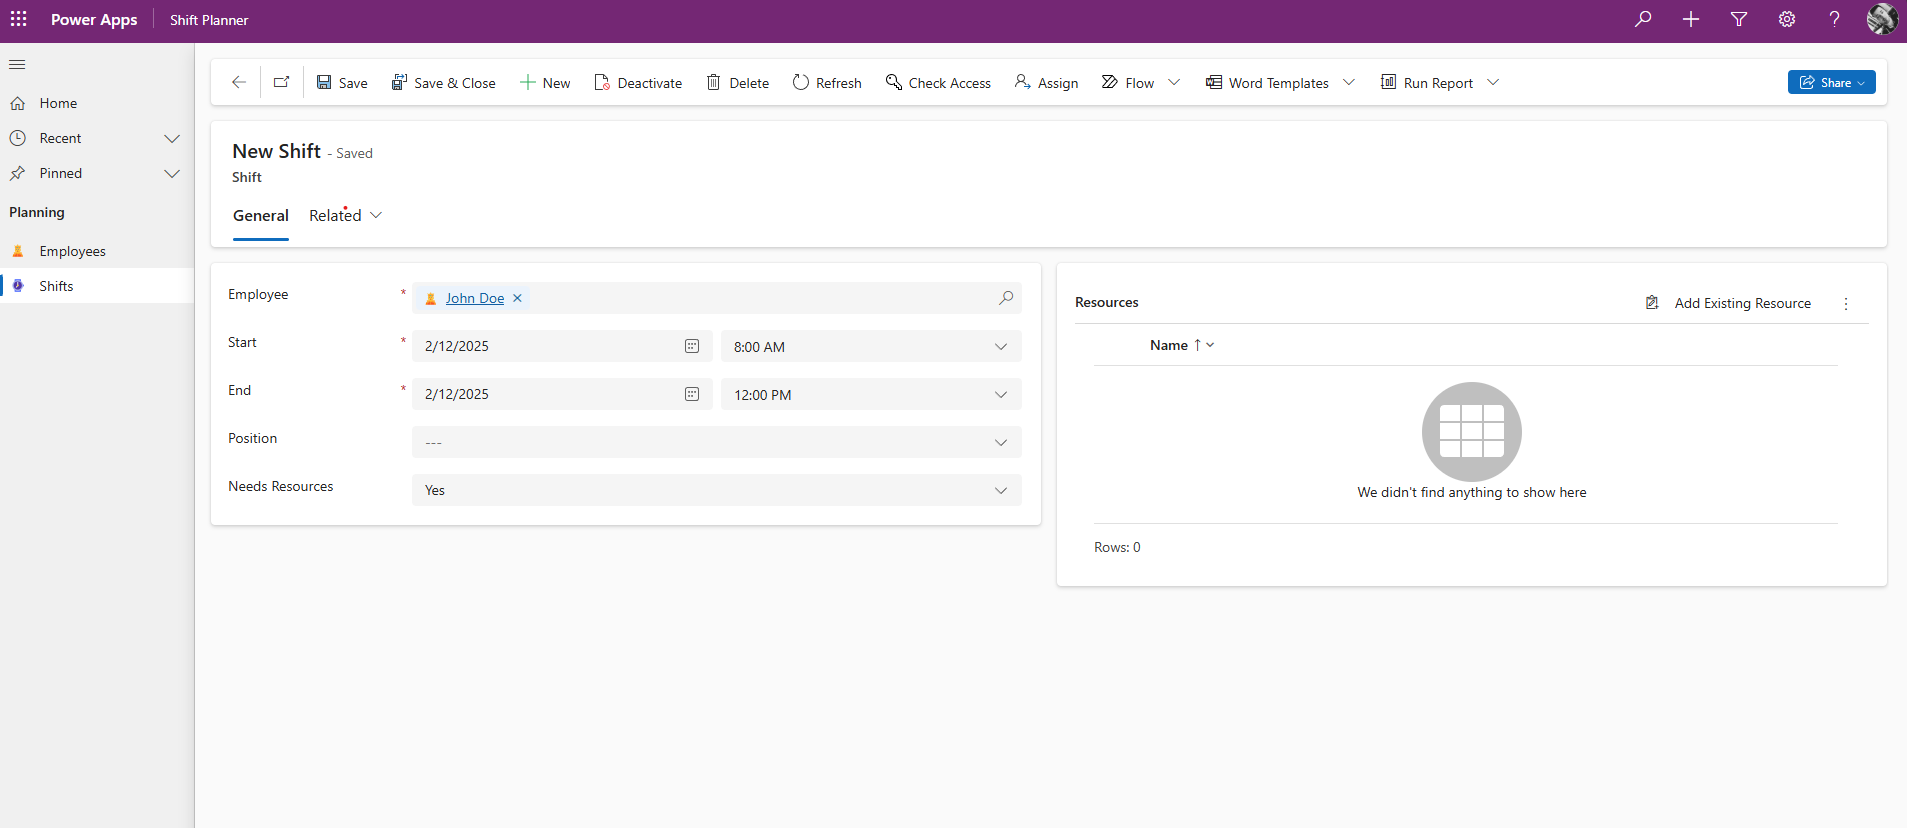 Power Apps Shift Planner
Save Save & Close New Deactivate Delete Refresh Check Access Assign Flow Word Templates Run Report Share
Home
Recent
Pinned
Planning
Employees
Shifts
New Shift - Saved
Shift
General Related
Employee * John Doe
Start * 2/12/2025 8:00 AM
End * 2/12/2025 12:00 PM
Position ---
Needs Resources Yes
Resources Add Existing Resource
Name
We didn't find anything to show here
Rows: 0